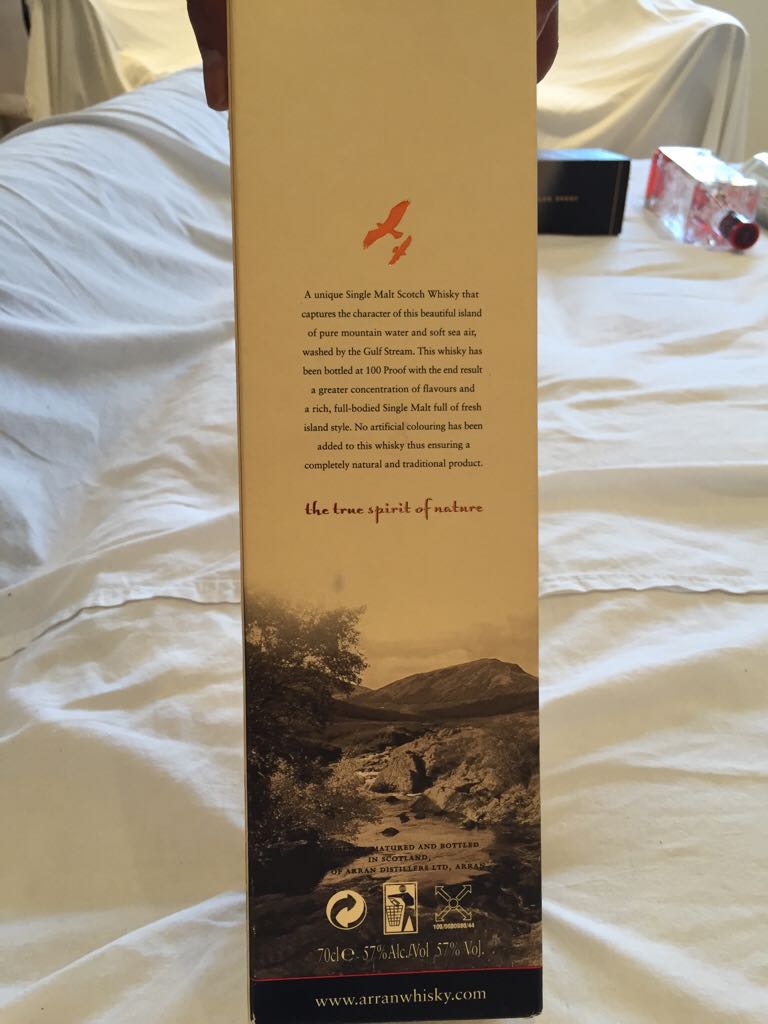 A unique Single Malt Scotch Whisky that
captures the character of this beautiful island
of pure mountain water and soft sea air,
washed by the Gulf Stream. This whisky has
been bottled at 100 Proof with the end result
a greater concentration of flavours and
a rich, full-bodied Single Malt full of fresh
island style. No artificial colouring has been
added to this whisky thus ensuring a
completely natural and traditional product.
the true spirit of nature
MATURED AND BOTTLED
IN SCOTLAND,
OF ARRAN DISTILLERS LTD, ARRAN
70cl e - 57%Alc./Vol 57% Vol.
www.arranwhisky.com